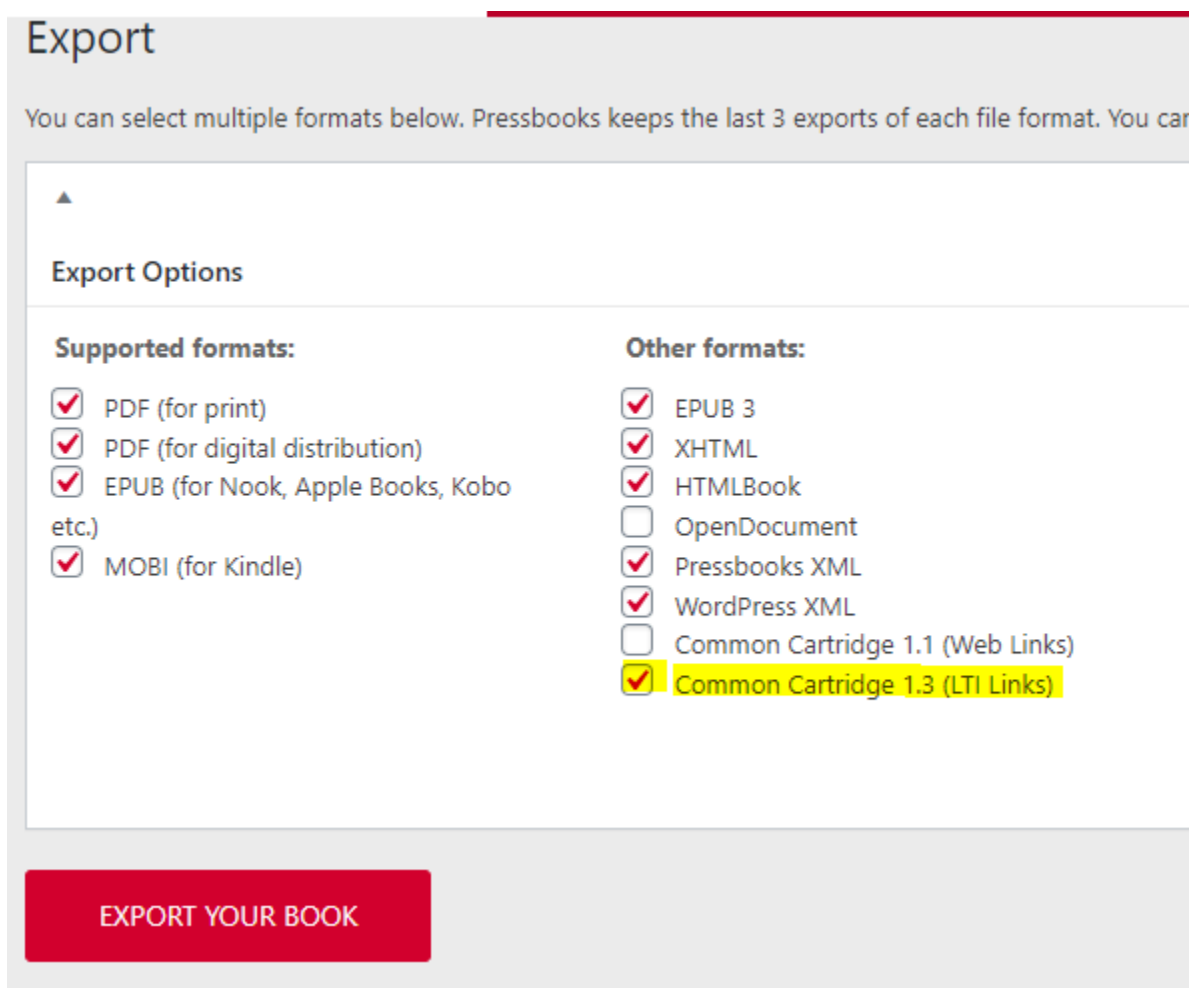 Export
You can select multiple formats below. Pressbooks keeps the last 3 exports of each file format. You
Export Options
Supported formats:
PDF (for print)
PDF (for digital distribution)
EPUB (for Nook, Apple Books, Kobo
etc.)
MOBI (for Kindle)
Other formats:
EPUB 3
XHTML
HTMLBook
OpenDocument
Pressbooks XML
WordPress XML
Common Cartridge 1.1 (Web Links)
Common Cartridge 1.3 (LTI Links)
EXPORT YOUR BOOK